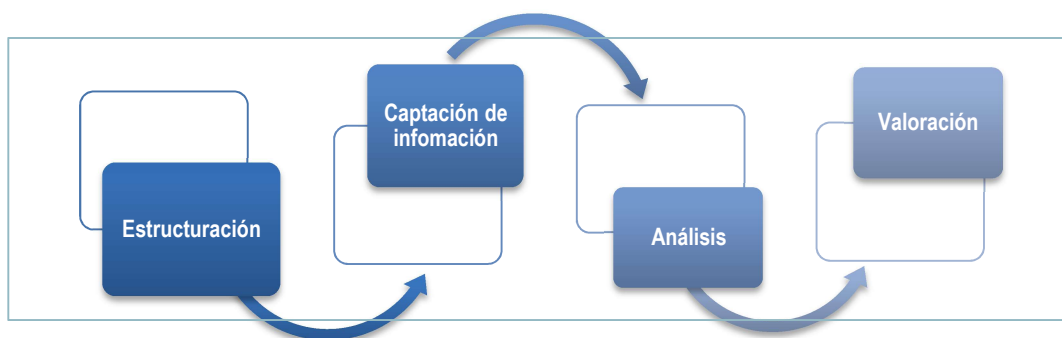 Estructuración
Captación de
infomación
Análisis
Valoración